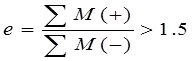 e = ∑ M (+) / ∑ M (−) > 1.5